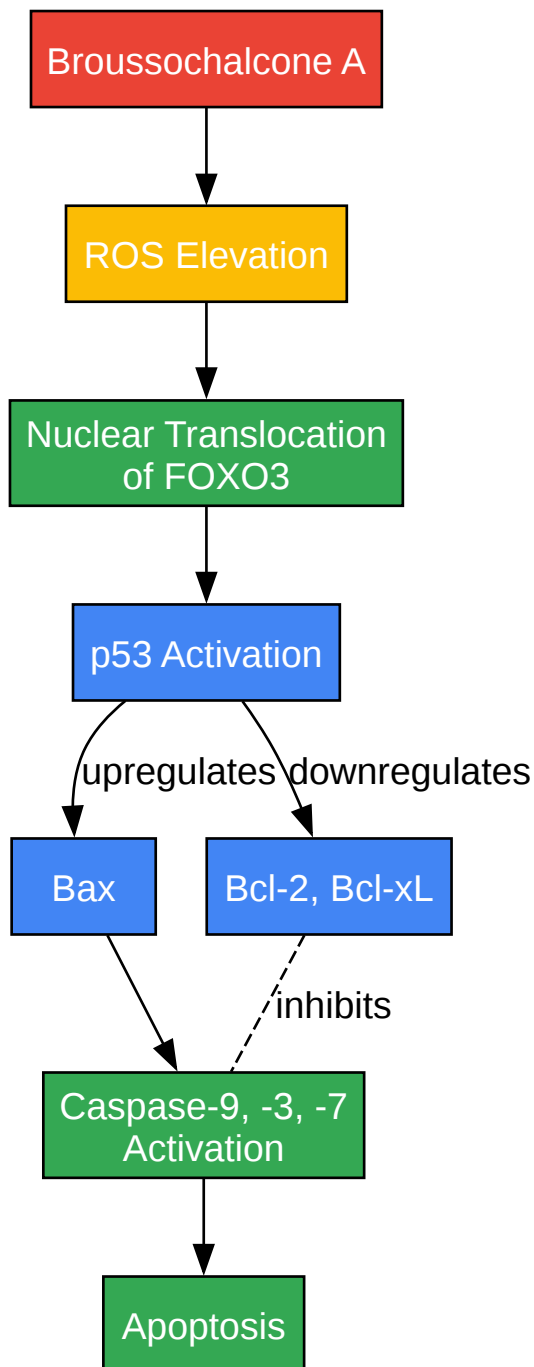 Broussochalcone A
ROS Elevation
Nuclear Translocation
of FOXO3
p53 Activation
upregulates
downregulates
Bax
Bcl-2, Bcl-xL
inhibits
Caspase-9, -3, -7
Activation
Apoptosis